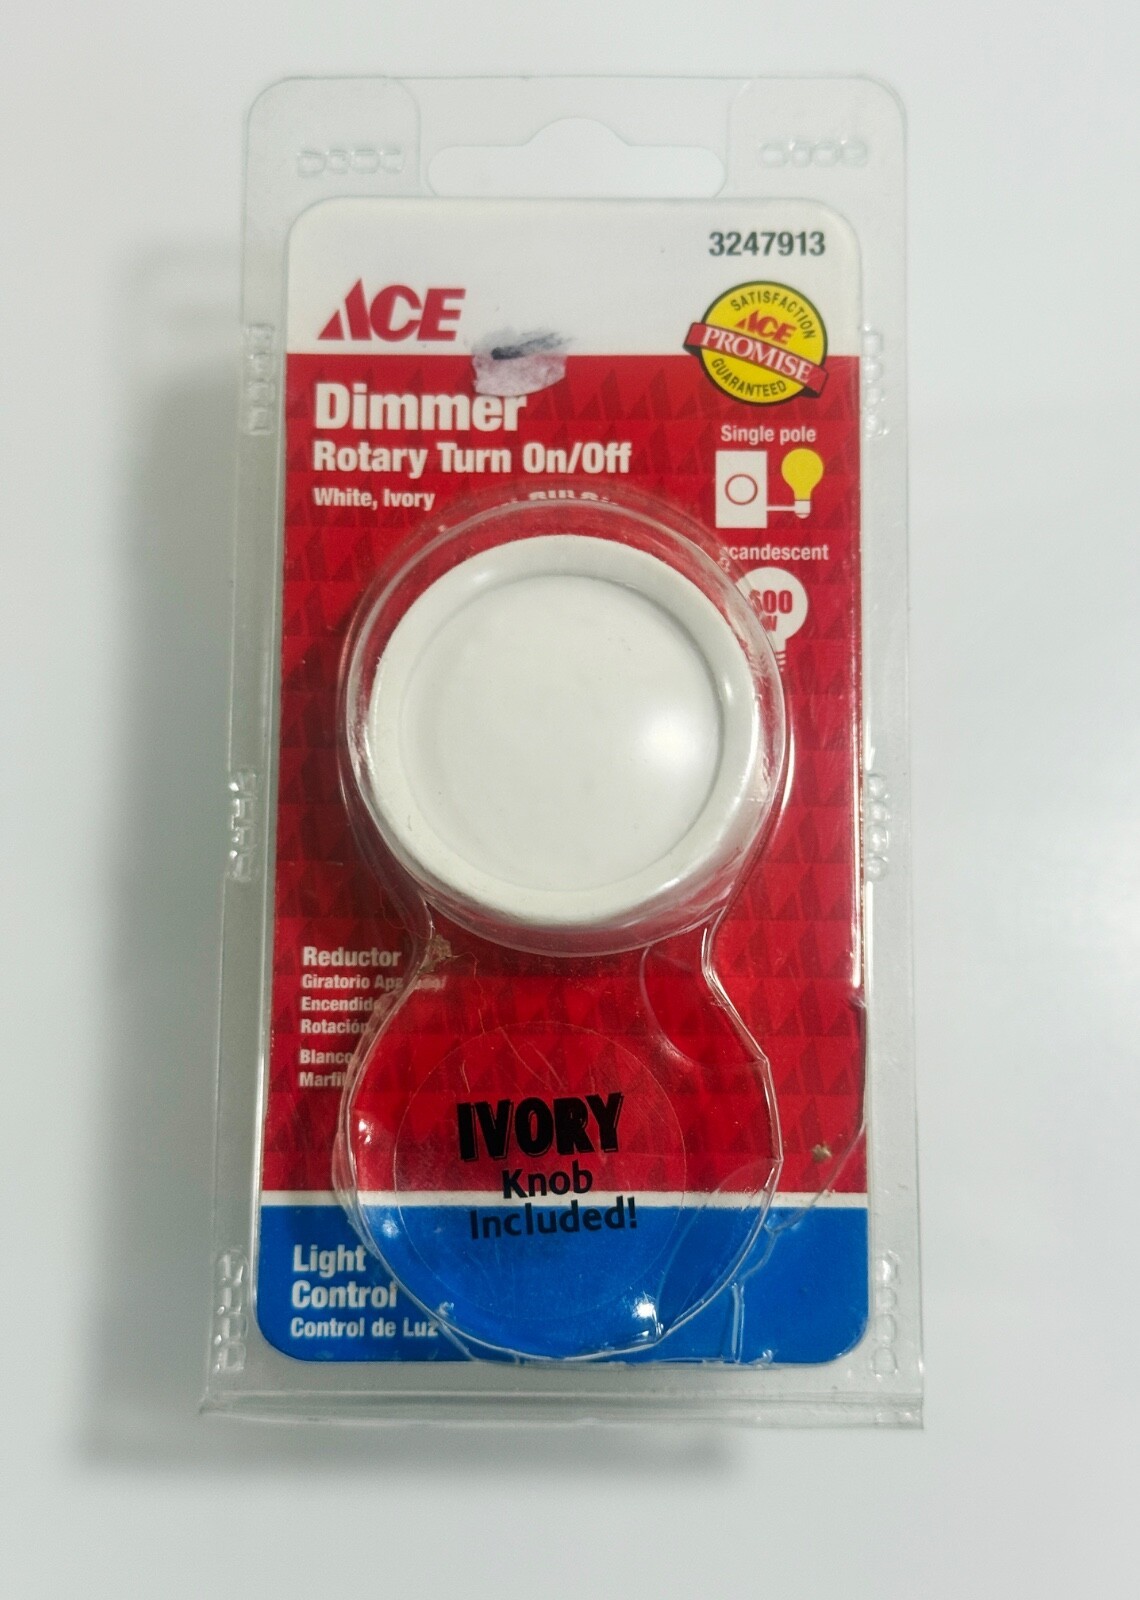 3247913
ACE
SATISFACTION
ACE
PROMISE
GUARANTEED
Dimmer
Rotary Turn On/Off
White, Ivory
Single pole
600
W
Reductor
Giratorio
Rotación
Blanco
IVORY
Knob
Included!
Light
Control
Control de Luz